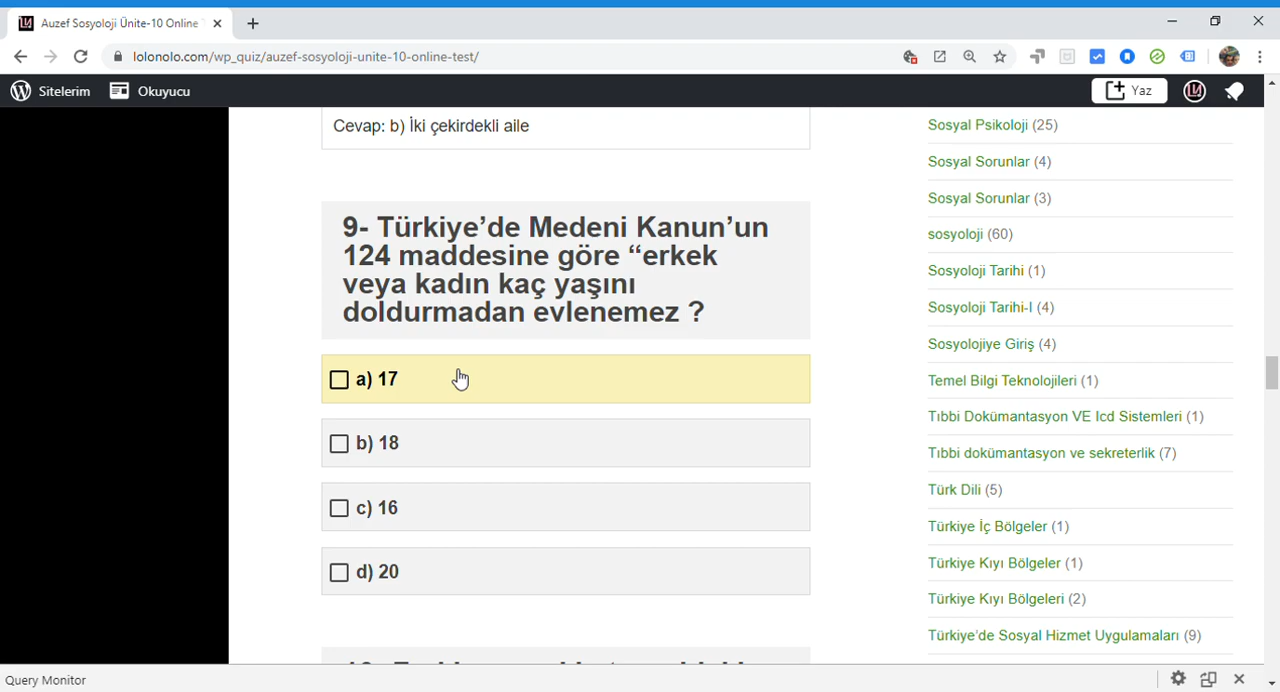 Auzef Sosyoloji Ünite-10 Online
lolonolo.com/wp_quiz/auzef-sosyoloji-unite-10-online-test/
Sitelerim
Okuyucu
Yaz
Cevap: b) İki çekirdekli aile
9- Türkiye’de Medeni Kanun’un
124 maddesine göre “erkek
veya kadın kaç yaşını
doldurmadan evlenemez ?
a) 17
b) 18
c) 16
d) 20
Sosyal Psikoloji (25)
Sosyal Sorunlar (4)
Sosyal Sorunlar (3)
sosyoloji (60)
Sosyoloji Tarihi (1)
Sosyoloji Tarihi-I (4)
Sosyolojiye Giriş (4)
Temel Bilgi Teknolojileri (1)
Tıbbi Dokümantasyon VE Icd Sistemleri (1)
Tıbbi dokümantasyon ve sekreterlik (7)
Türk Dili (5)
Türkiye İç Bölgeler (1)
Türkiye Kıyı Bölgeler (1)
Türkiye Kıyı Bölgeleri (2)
Türkiye’de Sosyal Hizmet Uygulamaları (9)
Query Monitor